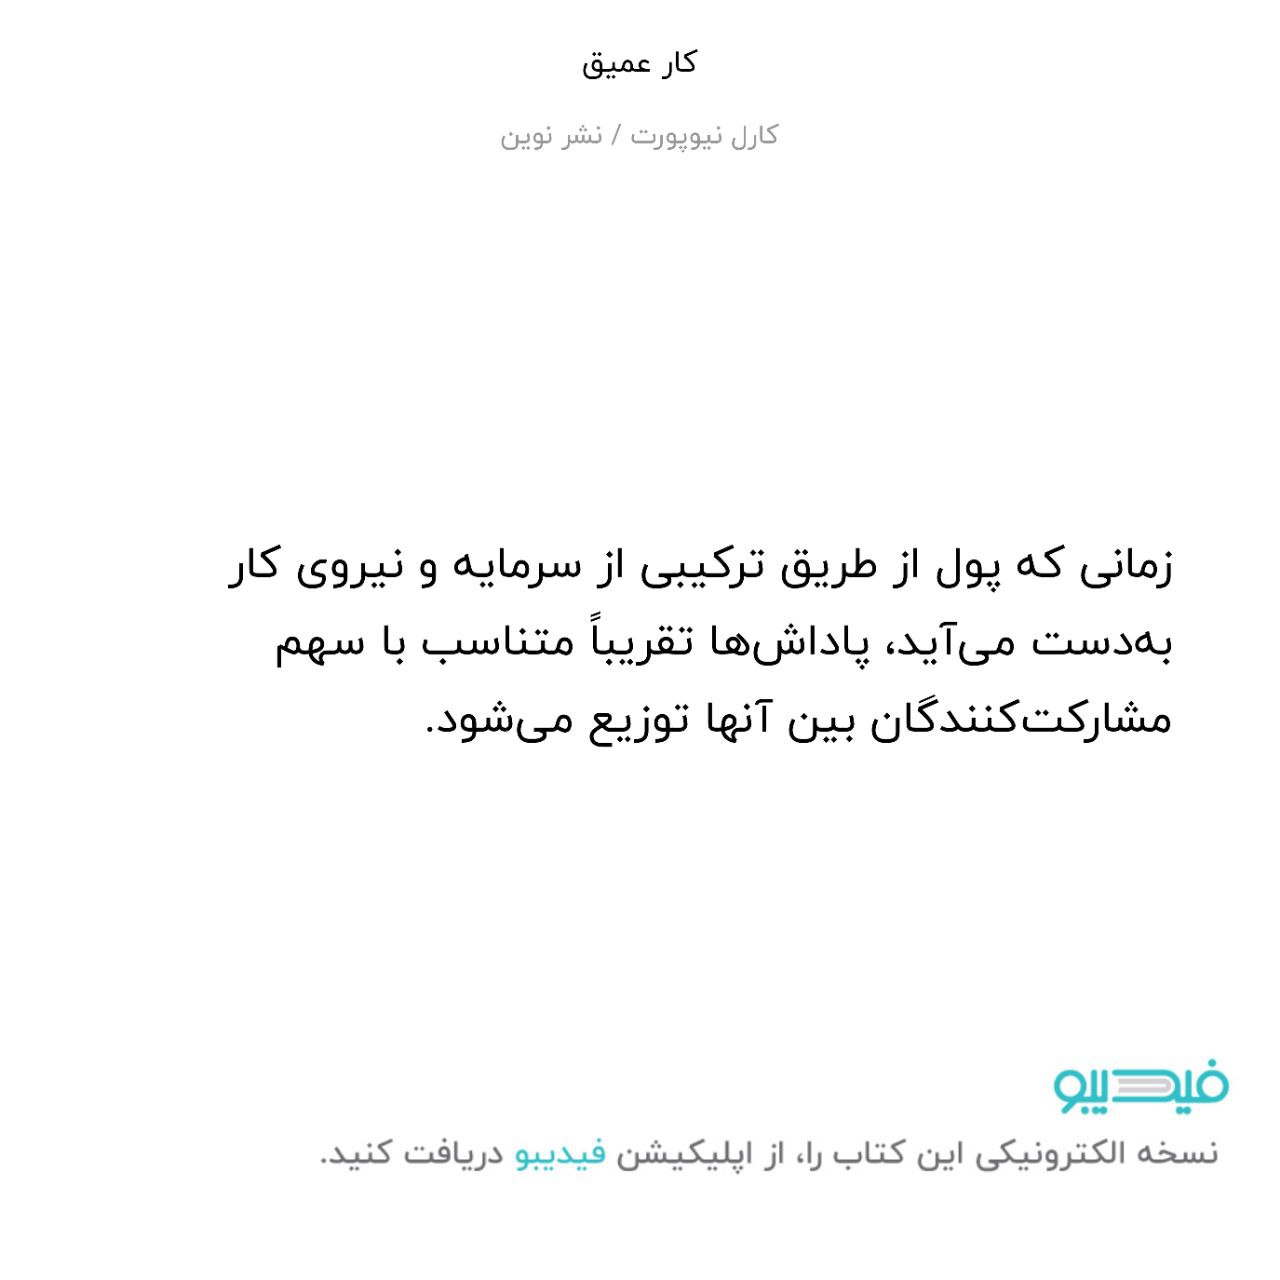 کار عمیق
کارل نیوپورت / نشر نوین
زمانی که پول از طریق ترکیبی از سرمایه و نیروی کار
به‌دست می‌آید، پاداش‌ها تقریباً متناسب با سهم
مشارکت‌کنندگان بین آنها توزیع می‌شود.
فیدیبو
نسخه الکترونیکی این کتاب را، از اپلیکیشن فیدیبو دریافت کنید.